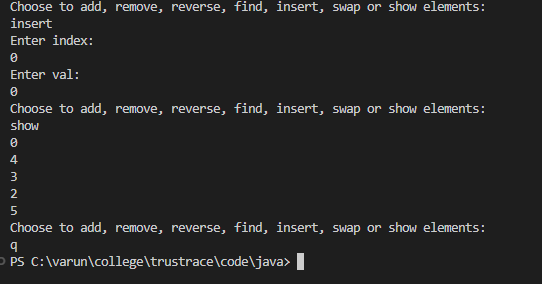 Choose to add, remove, reverse, find, insert, swap or show elements:
insert
Enter index:
0
Enter val:
0
Choose to add, remove, reverse, find, insert, swap or show elements:
show
0
4
3
2
5
Choose to add, remove, reverse, find, insert, swap or show elements:
q
PS C:\varun\college\trustrace\code\java>